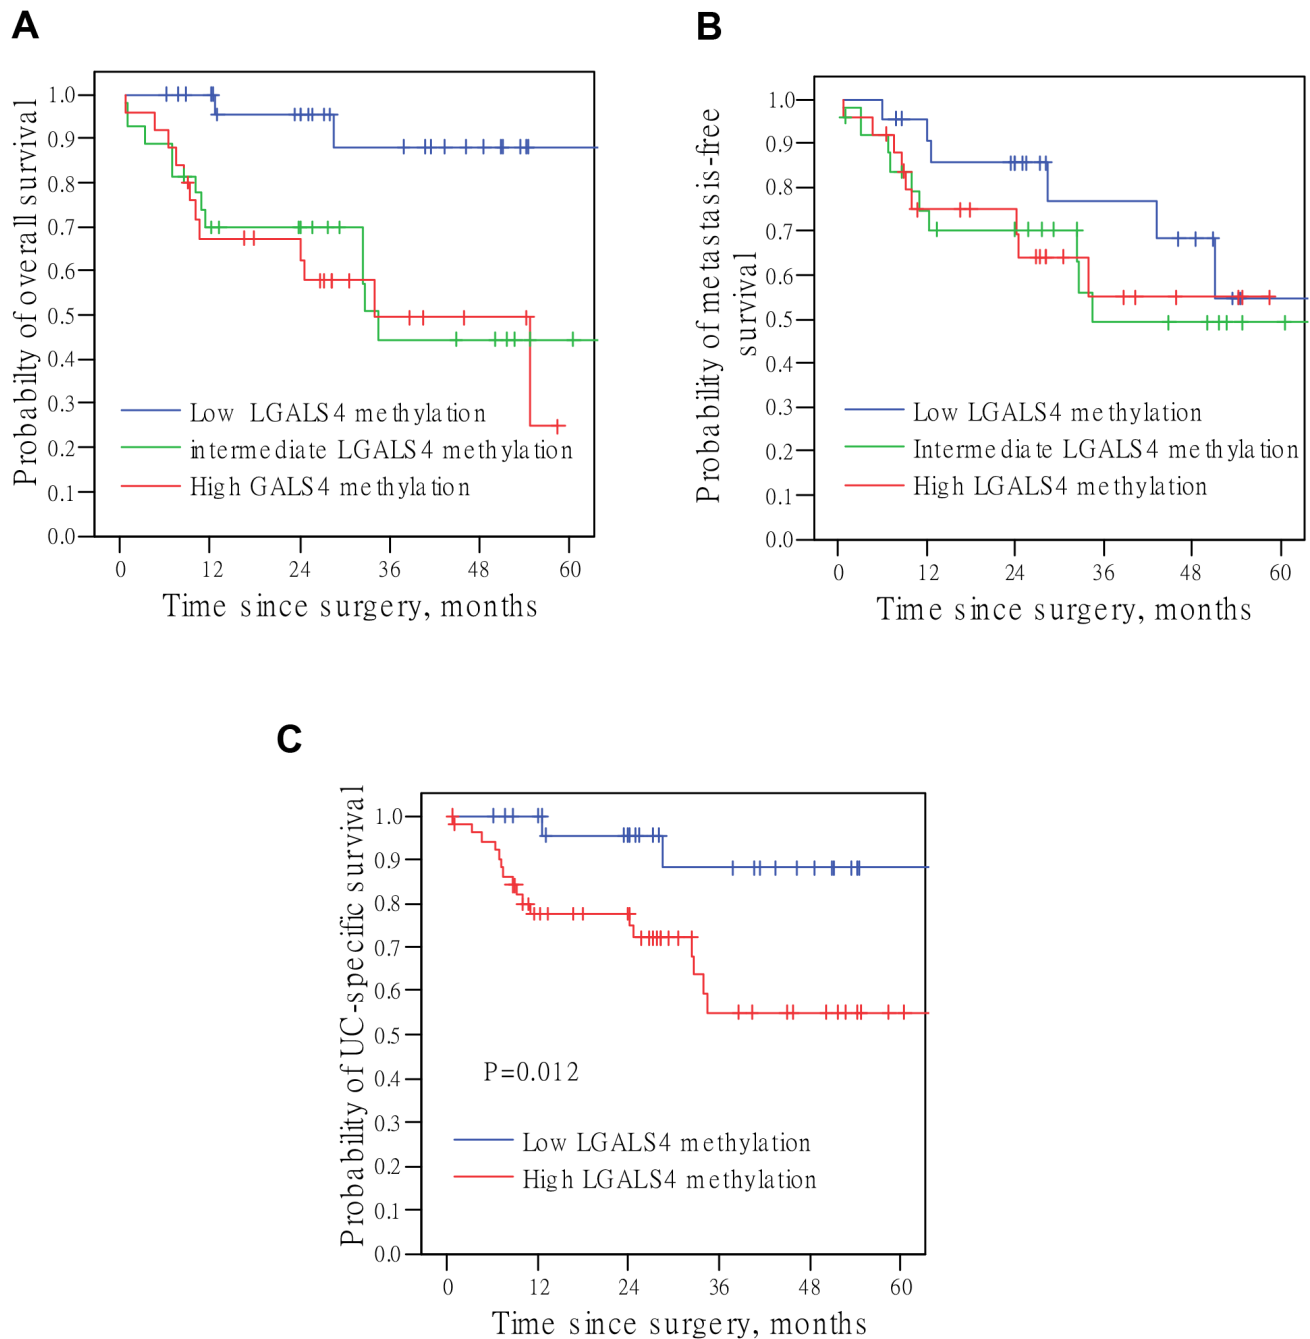 A
Probabilty of overall survival
1.0
0.9
0.8
0.7
0.6
0.5
0.4
0.3
0.2
0.1
0.0
Low LGALS4 methylation
intermediate LGALS4 methylation
High GALS4 methylation
0 12 24 36 48 60
Time since surgery, months
B
Probability of metastasis-free
survival
1.0
0.9
0.8
0.7
0.6
0.5
0.4
0.3
0.2
0.1
0.0
Low LGALS4 methylation
Intermediate LGALS4 methylation
High LGALS4 methylation
0 12 24 36 48 60
Time since surgery, months
C
Probability of UC-specific survival
1.0
0.9
0.8
0.7
0.6
0.5
0.4
0.3
0.2
0.1
0.0
P=0.012
Low LGALS4 methylation
High LGALS4 methylation
0 12 24 36 48 60
Time since surgery, months